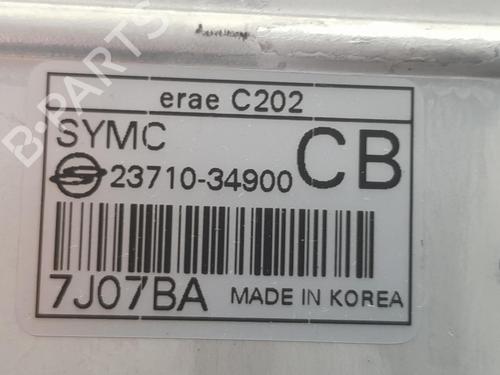 erae C202
SYMC
CB
23710-34900
7J07BA
MADE IN KOREA
B-PARTS